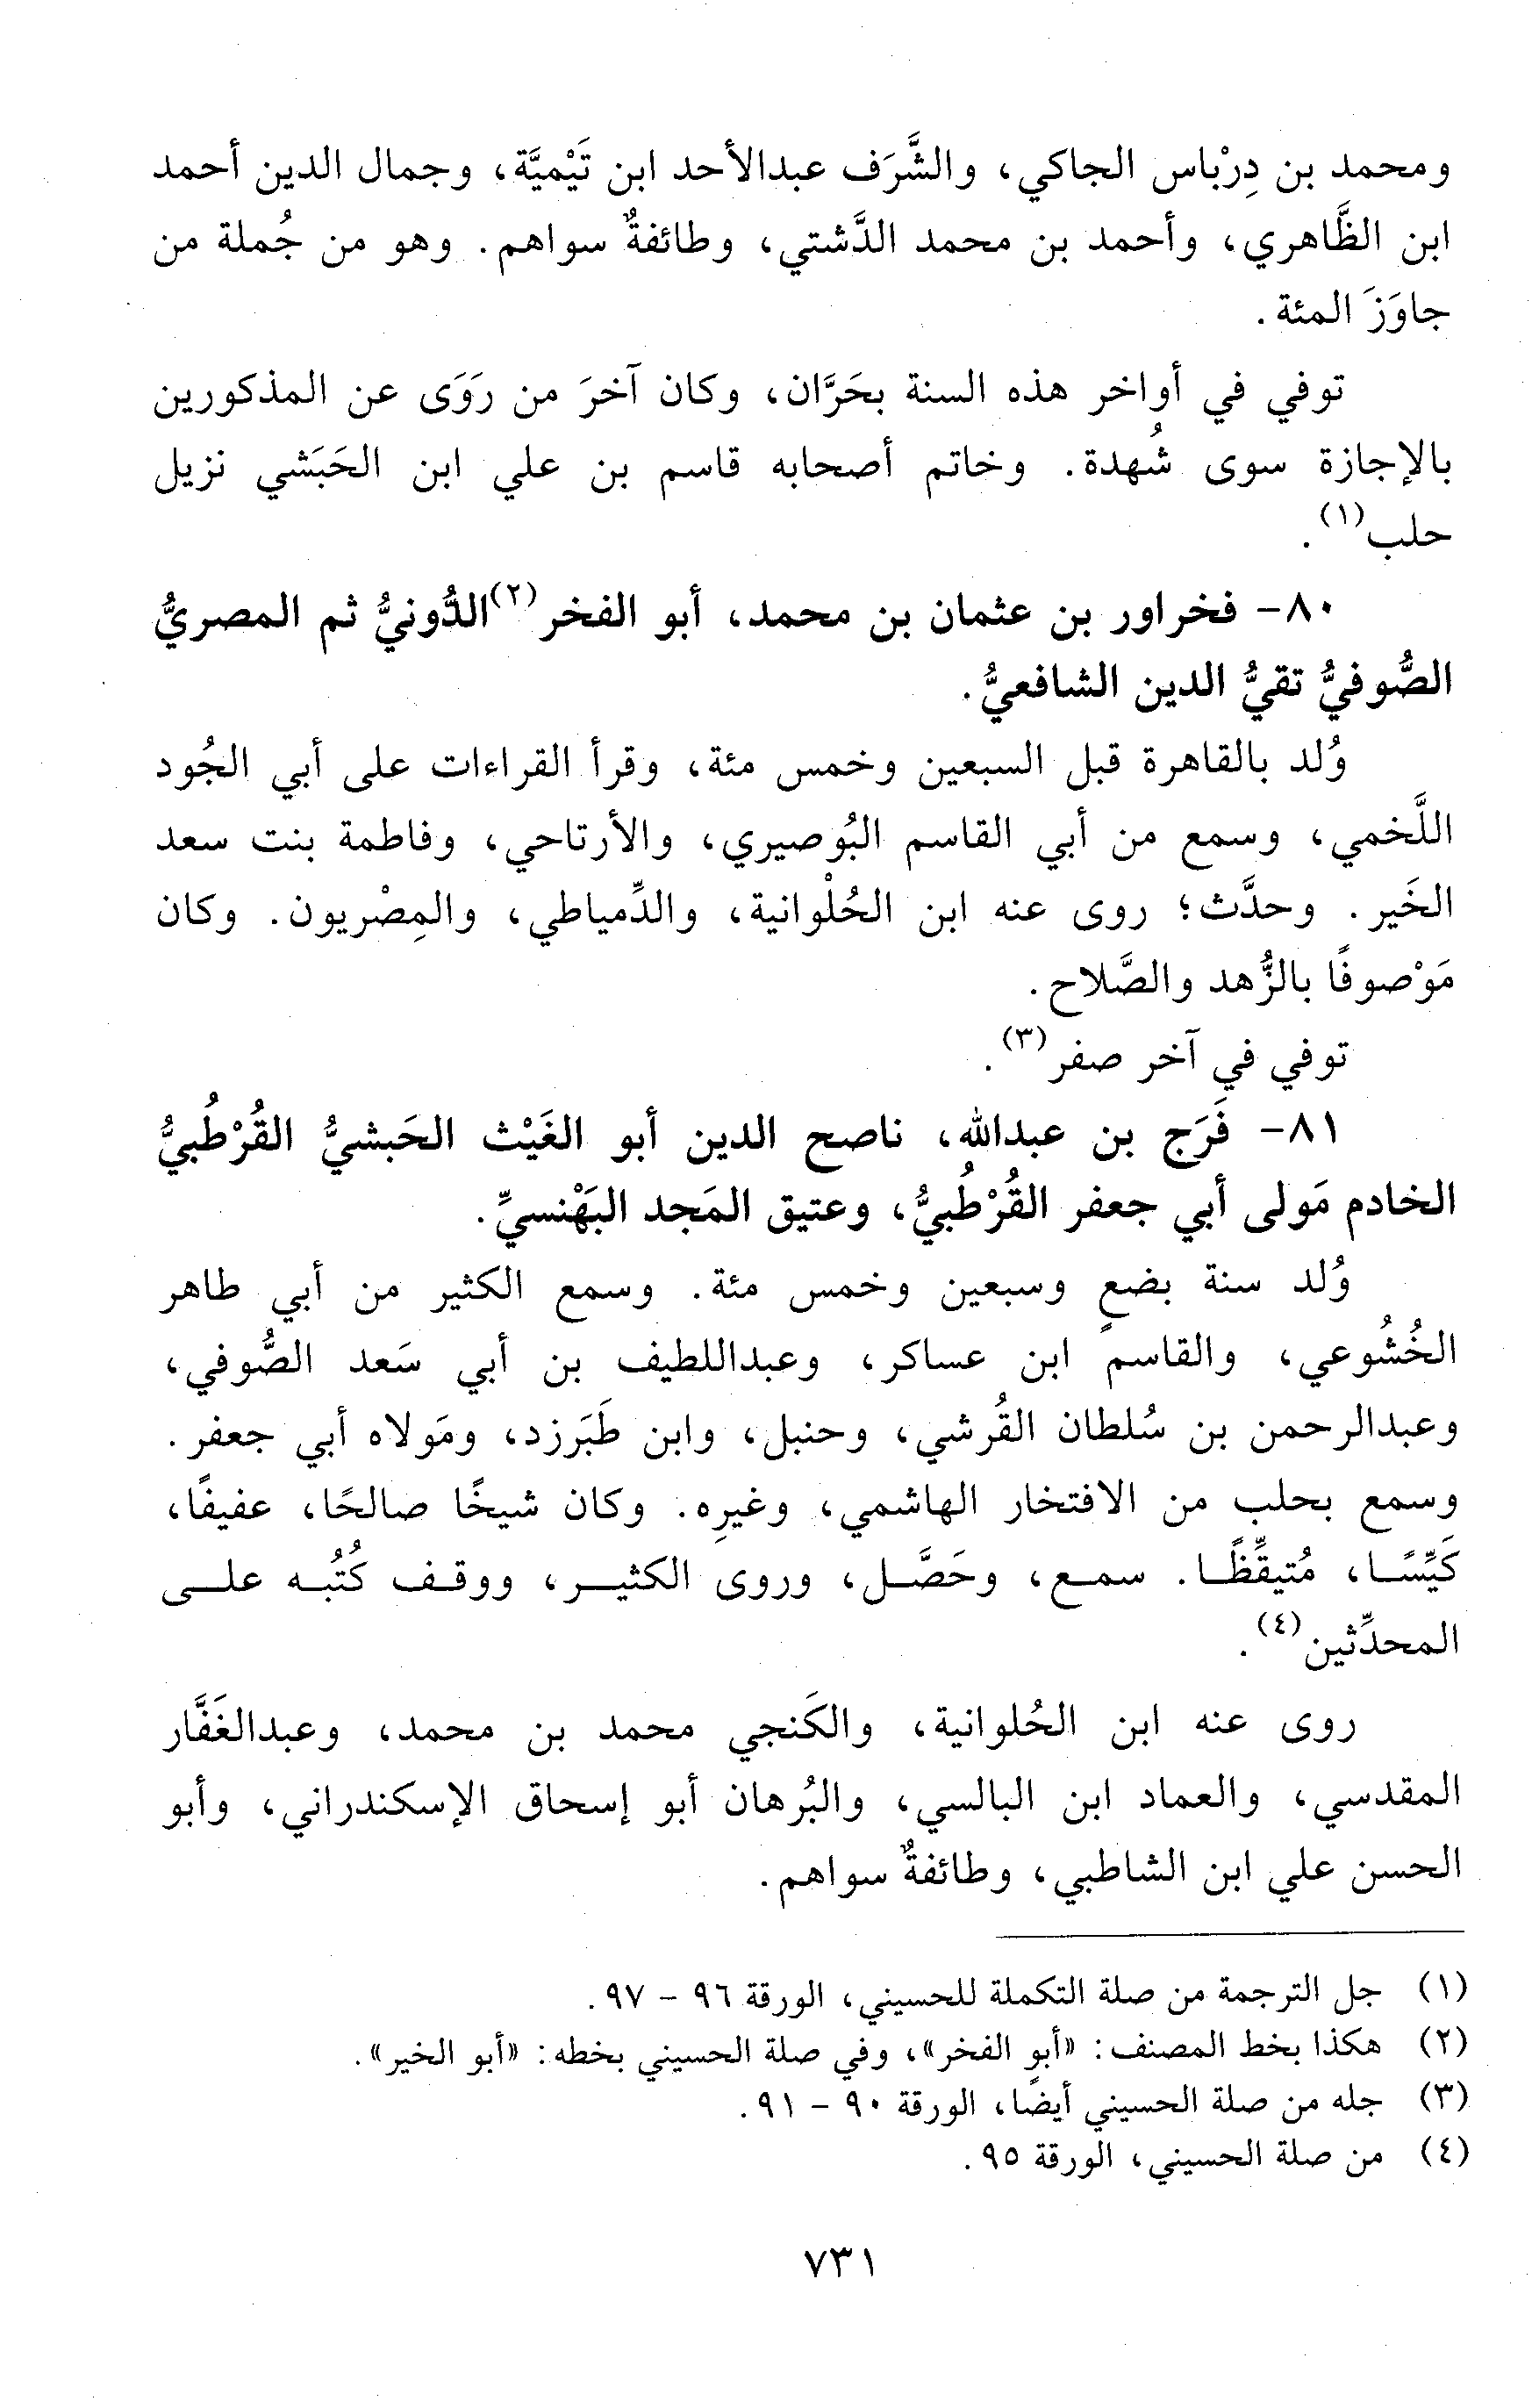 ومحمد بن دِرْباس الجاكي، والشَّرَف عبدالأحد ابن تَيْميَّة، وجمال الدين أحمد
ابن الظَّاهري، وأحمد بن محمد الدَّشتي، وطائفةٌ سواهم. وهو من جُملة من
جاوَزَ المئة.
توفي في أواخر هذه السنة بحَرَّان، وكان آخرَ من رَوَى عن المذكورين
بالإجازة سوى شُهدة. وخاتم أصحابه قاسم بن علي ابن الحَبَشي نزيل
حلب(١).
٨٠- فخراور بن عثمان بن محمد، أبو الفخر(٢) الدُّونيُّ ثم المصريُّ
الصُّوفيُّ تقيُّ الدين الشافعيُّ.
وُلد بالقاهرة قبل السبعين وخمس مئة، وقرأ القراءات على أبي الجُود
اللَّخمي، وسمع من أبي القاسم البُوصيري، والأرتاحي، وفاطمة بنت سعد
الخَير. وحدَّث؛ روى عنه ابن الحُلْوانية، والدِّمياطي، والمِصْريون. وكان
مَوْصوفًا بالزُّهد والصَّلاح.
توفي في آخر صفر(٣).
٨١- فَرَج بن عبدالله، ناصح الدين أبو الغَيْث الحَبشيُّ القُرْطُبيُّ
الخادم مَولى أبي جعفر القُرْطُبيُّ، وعتيق المَجد البَهْنسيِّ.
وُلد سنة بضعٍ وسبعين وخمس مئة. وسمع الكثير من أبي طاهر
الخُشُوعي، والقاسم ابن عساكر، وعبداللطيف بن أبي سَعد الصُّوفي،
وعبدالرحمن بن سُلطان القُرشي، وحنبل، وابن طَبَرزد، ومَولاه أبي جعفر.
وسمع بحلب من الافتخار الهاشمي، وغيرِه. وكان شيخًا صالحًا، عفيفًا،
كَيِّسًا، مُتيقِّظًا. سمع، وحَصَّل، وروى الكثير، ووقف كُتُبه على
المحدِّثين(٤).
روى عنه ابن الحُلوانية، والكَنجي محمد بن محمد، وعبدالغَفَّار
المقدسي، والعماد ابن البالسي، والبُرهان أبو إسحاق الإسكندراني، وأبو
الحسن علي ابن الشاطبي، وطائفةٌ سواهم.
(١) جل الترجمة من صلة التكملة للحسيني، الورقة ٩٦ - ٩٧.
(٢) هكذا بخط المصنف: «أبو الفخر»، وفي صلة الحسيني بخطه: «أبو الخير».
(٣) جله من صلة الحسيني أيضًا، الورقة ٩٠ - ٩١.
(٤) من صلة الحسيني، الورقة ٩٥.
٧٣١